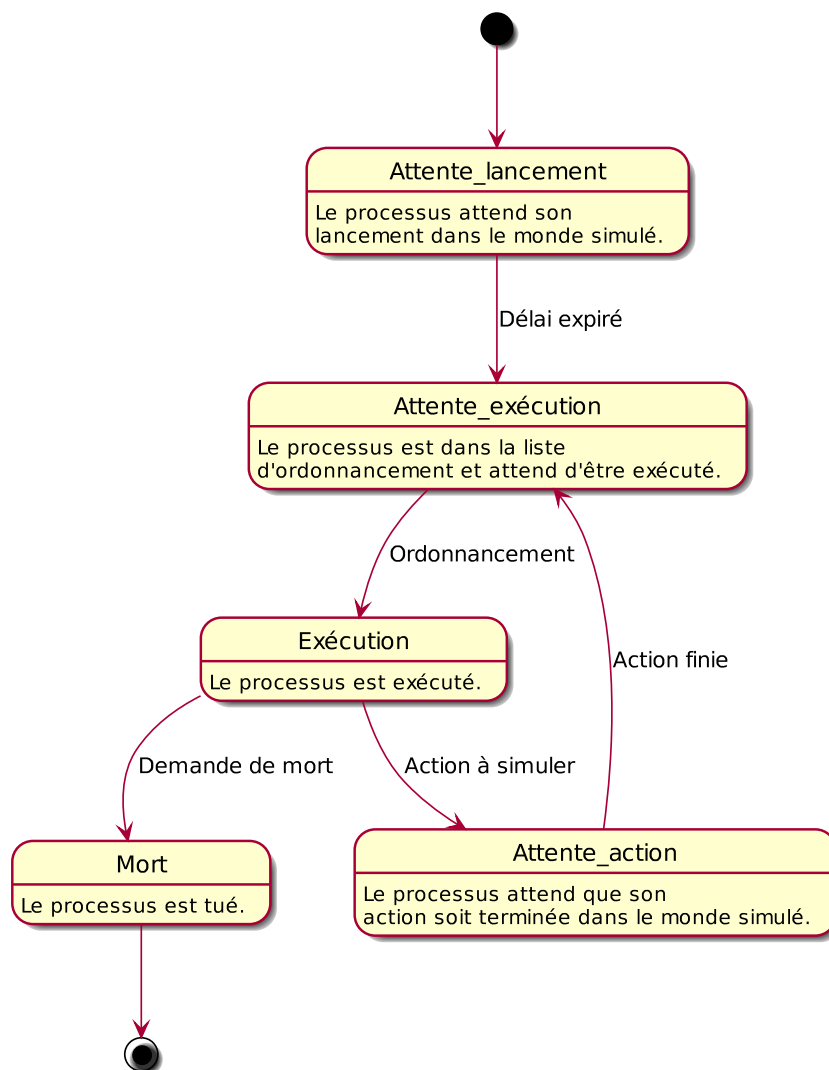 Attente_lancement
Le processus attend son
lancement dans le monde simulé.
Délai expiré
Attente_exécution
Le processus est dans la liste
d'ordonnancement et attend d'être exécuté.
Ordonnancement
Exécution
Le processus est exécuté.
Action finie
Demande de mort
Action à simuler
Mort
Le processus est tué.
Attente_action
Le processus attend que son
action soit terminée dans le monde simulé.